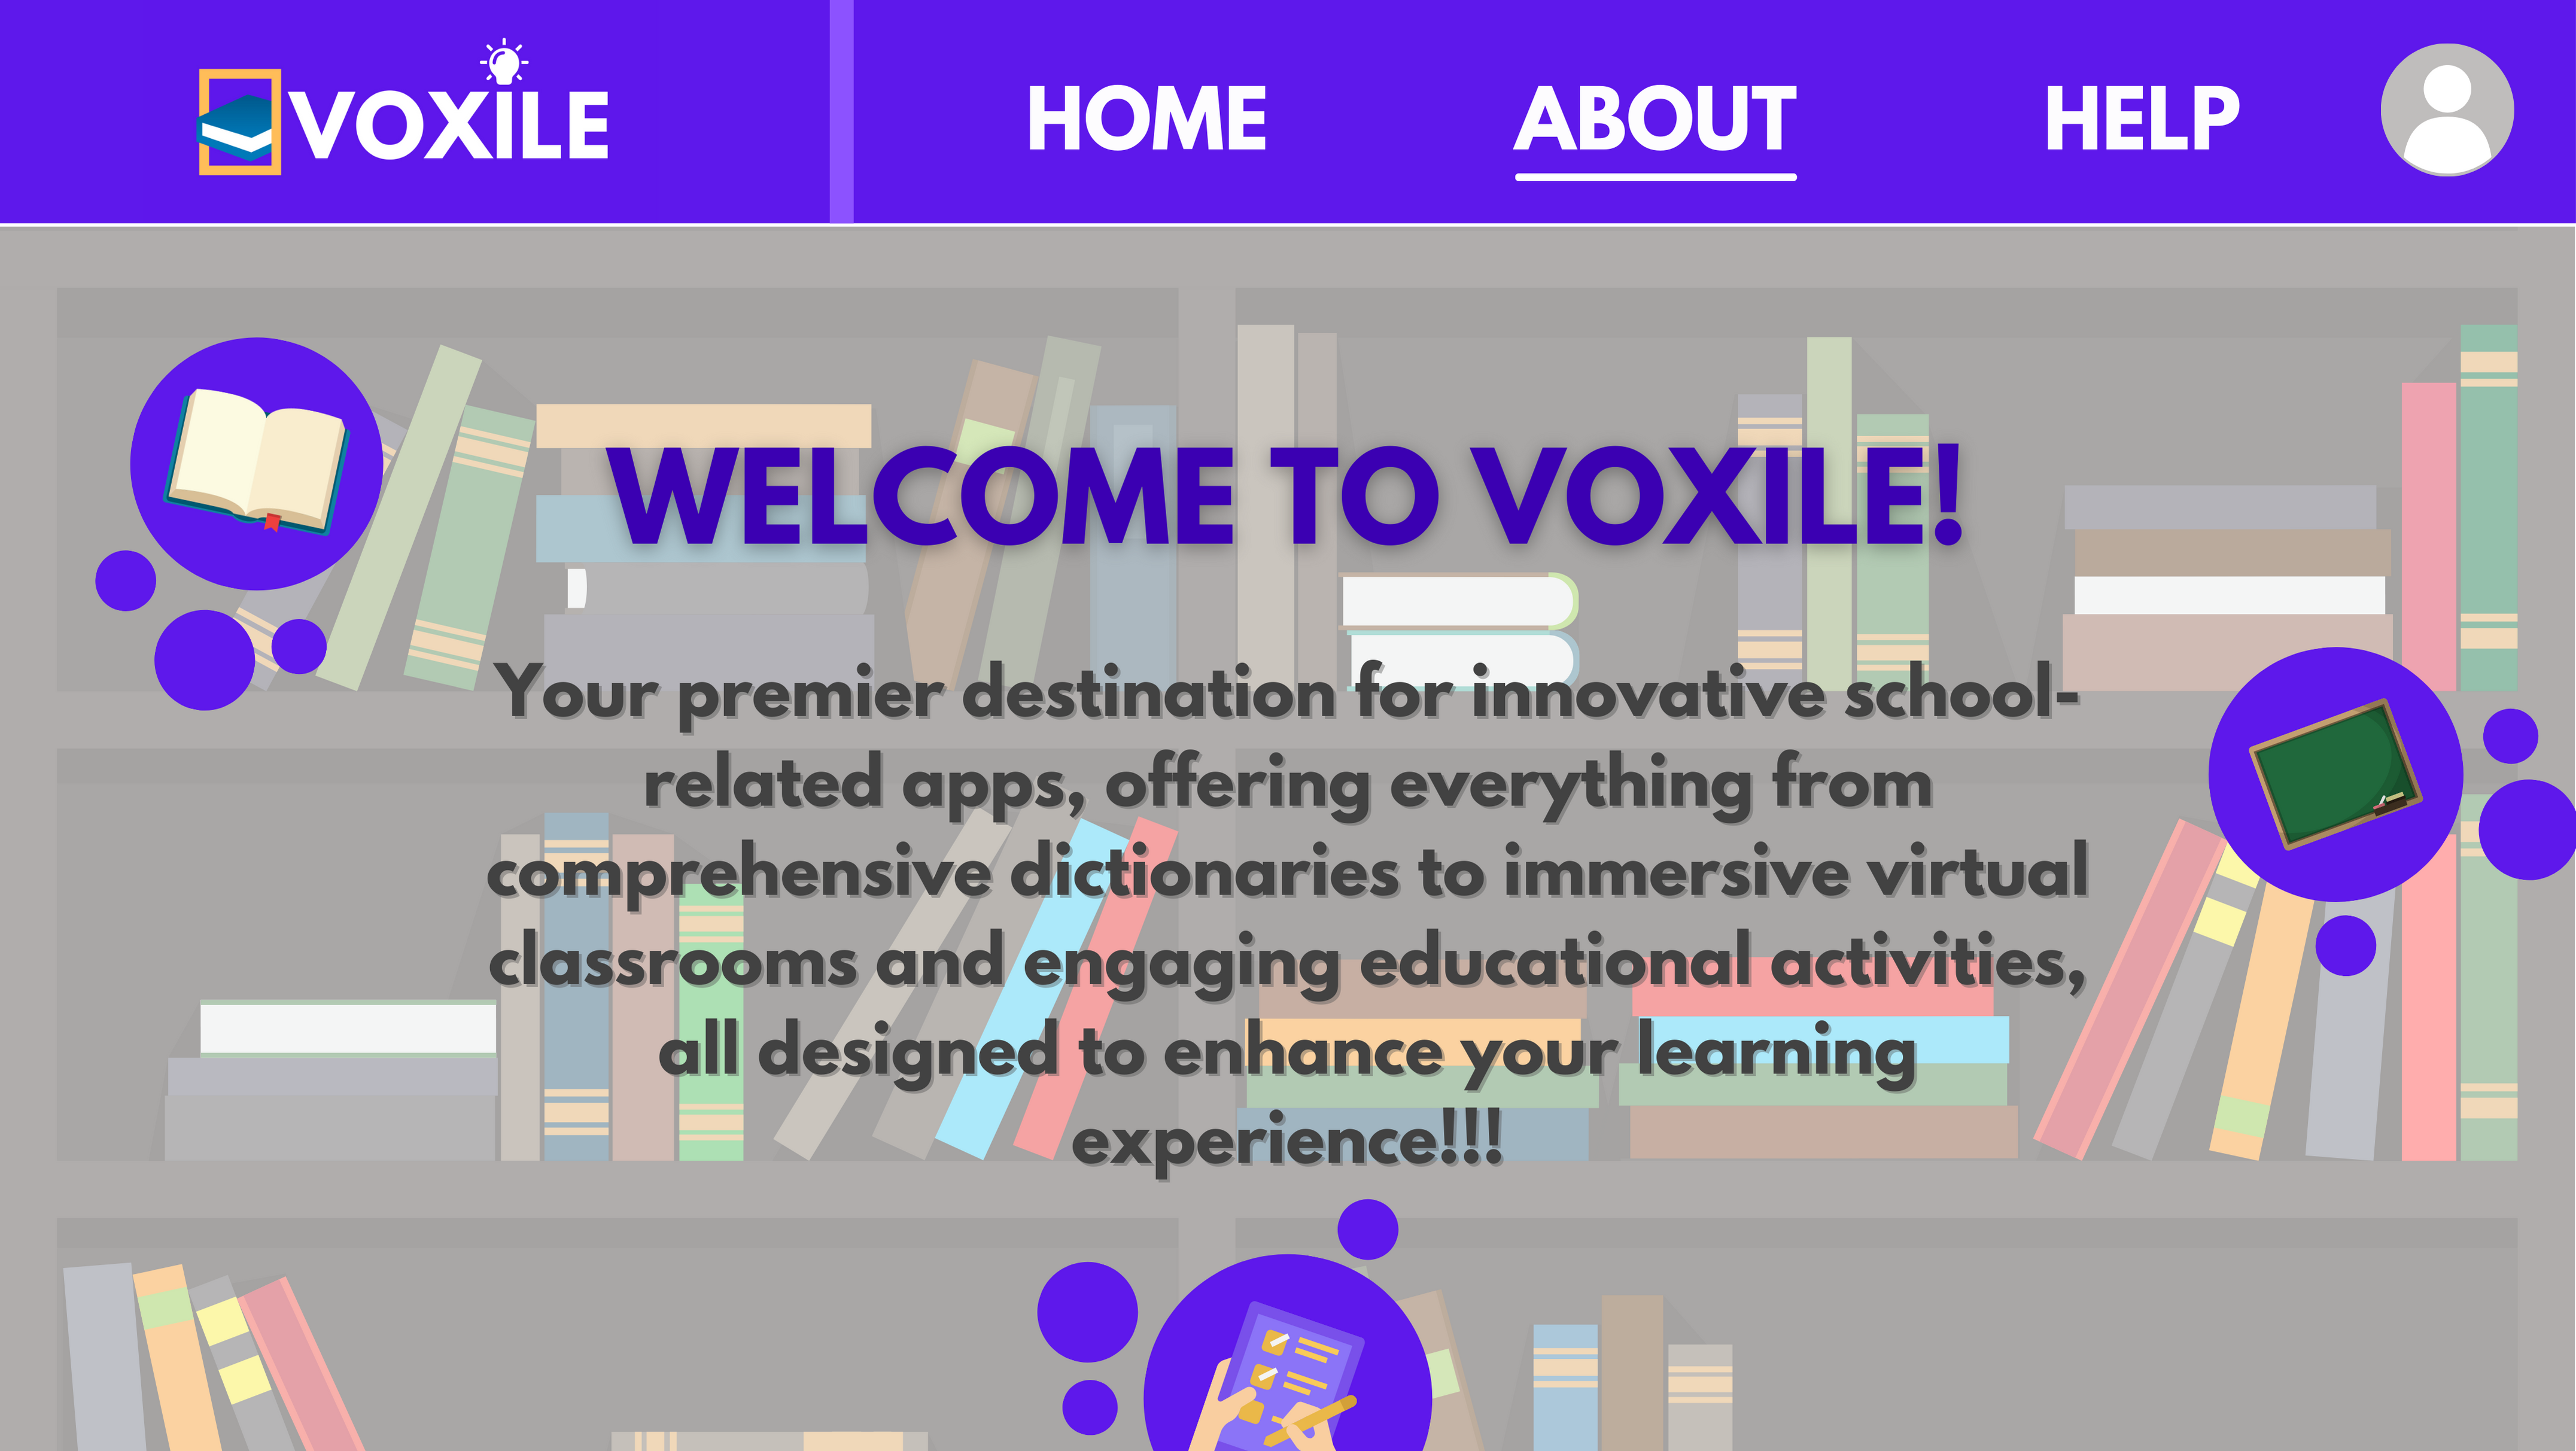 VOXILE
HOME
ABOUT
HELP
WELCOME TO VOXILE!
Your premier destination for innovative school-
related apps, offering everything from
comprehensive dictionaries to immersive virtual
classrooms and engaging educational activities,
all designed to enhance your learning
experience!!!